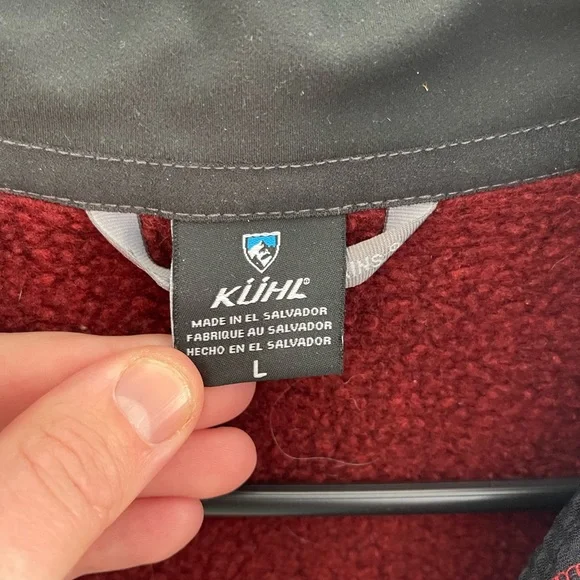 KÜHL®
MADE IN EL SALVADOR
FABRIQUE AU SALVADOR
HECHO EN EL SALVADOR
L